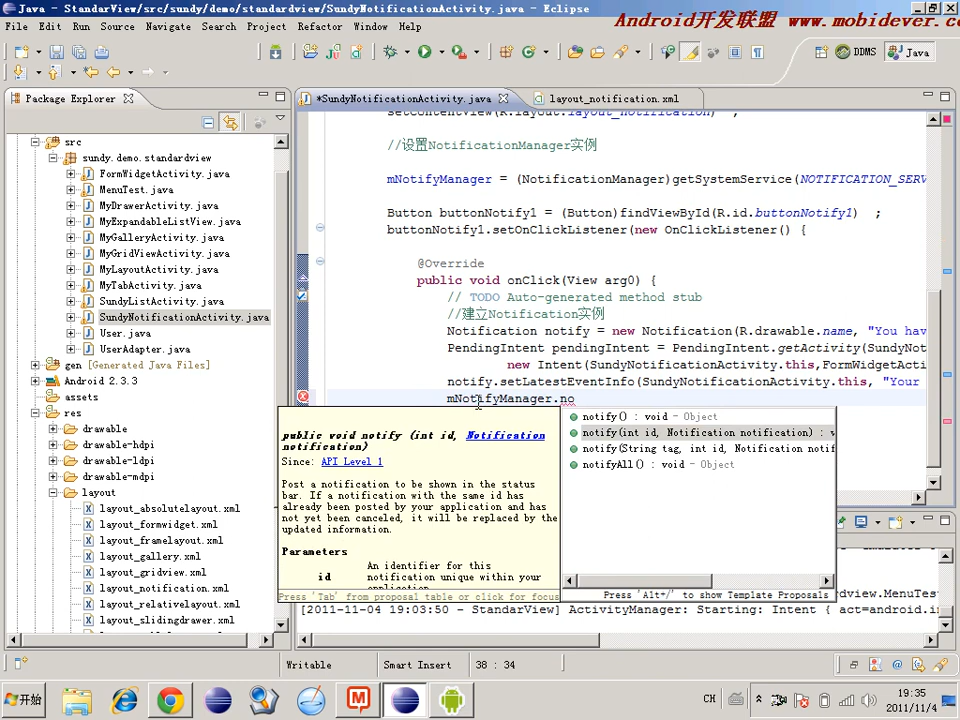 Java - StandarView/src/sundy/demo/standardview/SundyNotificationActivity.java - Eclipse
Android开发联盟 www.mobidever.co
File Edit Run Source Navigate Search Project Refactor Window Help
DDMS Java
Package Explorer
*SundyNotificationActivity.java layout_notification.xml
src
sundy.demo.standardview
FormWidgetActivity.java
MenuTest.java
MyDrawerActivity.java
MyExpandableListView.java
MyGalleryActivity.java
MyGridViewActivity.java
MyLayoutActivity.java
MyTabActivity.java
SundyListActivity.java
SundyNotificationActivity.java
User.java
UserAdapter.java
gen [Generated Java Files]
Android 2.3.3
assets
res
drawable
drawable-hdpi
drawable-ldpi
drawable-mdpi
layout
layout_absolutelayout.xml
layout_formwidget.xml
layout_framelayout.xml
layout_gallery.xml
layout_gridview.xml
layout_notification.xml
layout_relativelayout.xml
layout_slidingdrawer.xml
setContentView(R.layout.layout_notification) ;
//设置NotificationManager实例
mNotifyManager = (NotificationManager)getSystemService(NOTIFICATION_SERV
Button buttonNotify1 = (Button)findViewById(R.id.buttonNotify1) ;
buttonNotify1.setOnClickListener(new OnClickListener() {
@Override
public void onClick(View arg0) {
// TODO Auto-generated method stub
//建立Notification实例
Notification notify = new Notification(R.drawable.name, "You hav
PendingIntent pendingIntent = PendingIntent.getActivity(SundyNot
new Intent(SundyNotificationActivity.this,FormWidgetActi
notify.setLatestEventInfo(SundyNotificationActivity.this, "Your
mNotifyManager.no
public void notify (int id, Notification
notification)
Since: API Level 1
Post a notification to be shown in the status
bar. If a notification with the same id has
already been posted by your application and has
not yet been canceled, it will be replaced by the
updated information.
Parameters
id An identifier for this
notification unique within your
application.
Press 'Tab' from proposal table or click for focus
notify() : void - Object
notify(int id, Notification notification) : v
notify(String tag, int id, Notification notif
notifyAll() : void - Object
Press 'Alt+/' to show Template Proposals
rdview.MenuTest
[2011-11-04 19:03:50 - StandarView] ActivityManager: Starting: Intent { act=android.in
Writable Smart Insert 38 : 34
开始
CH
19:35
2011/11/4